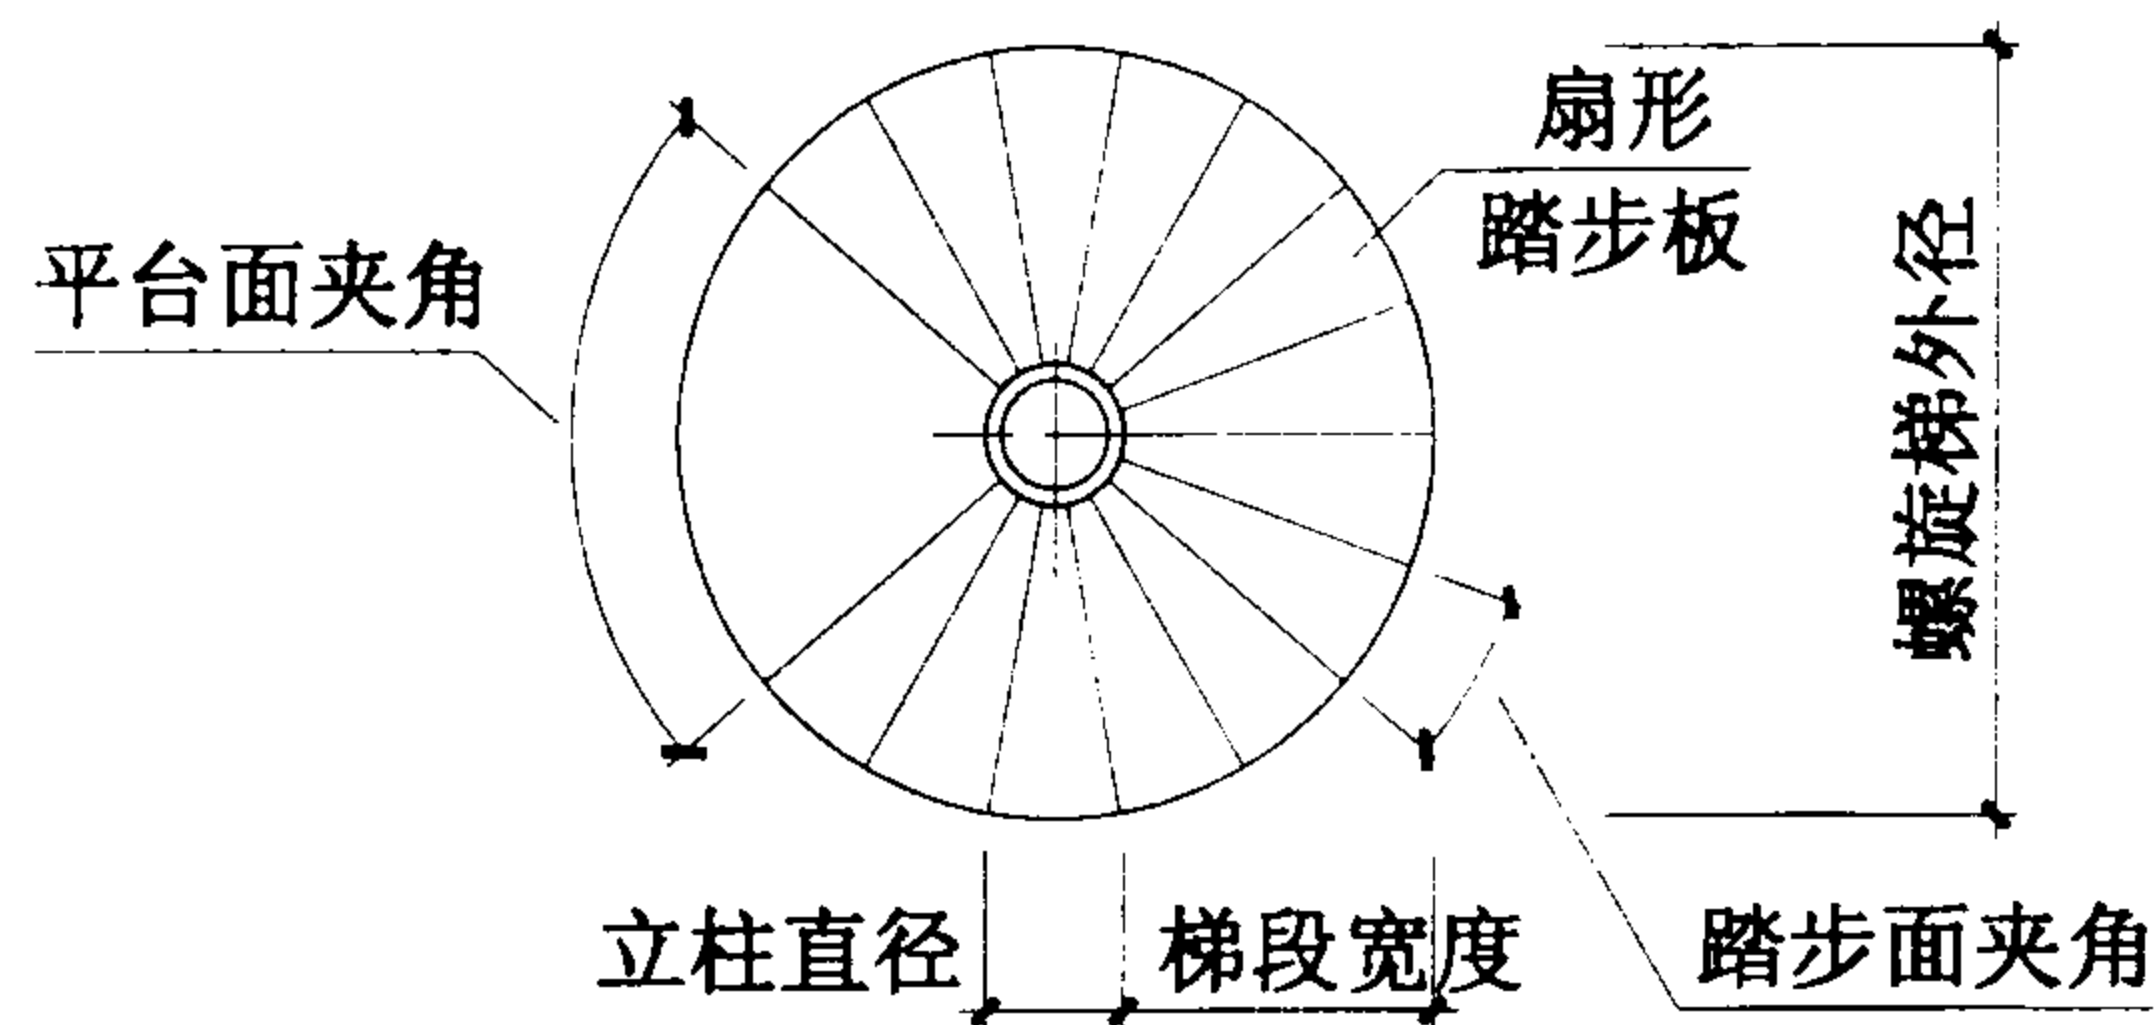 扇形
踏步板
平台面夹角
螺旋梯外径
立柱直径
梯段宽度
踏步面夹角